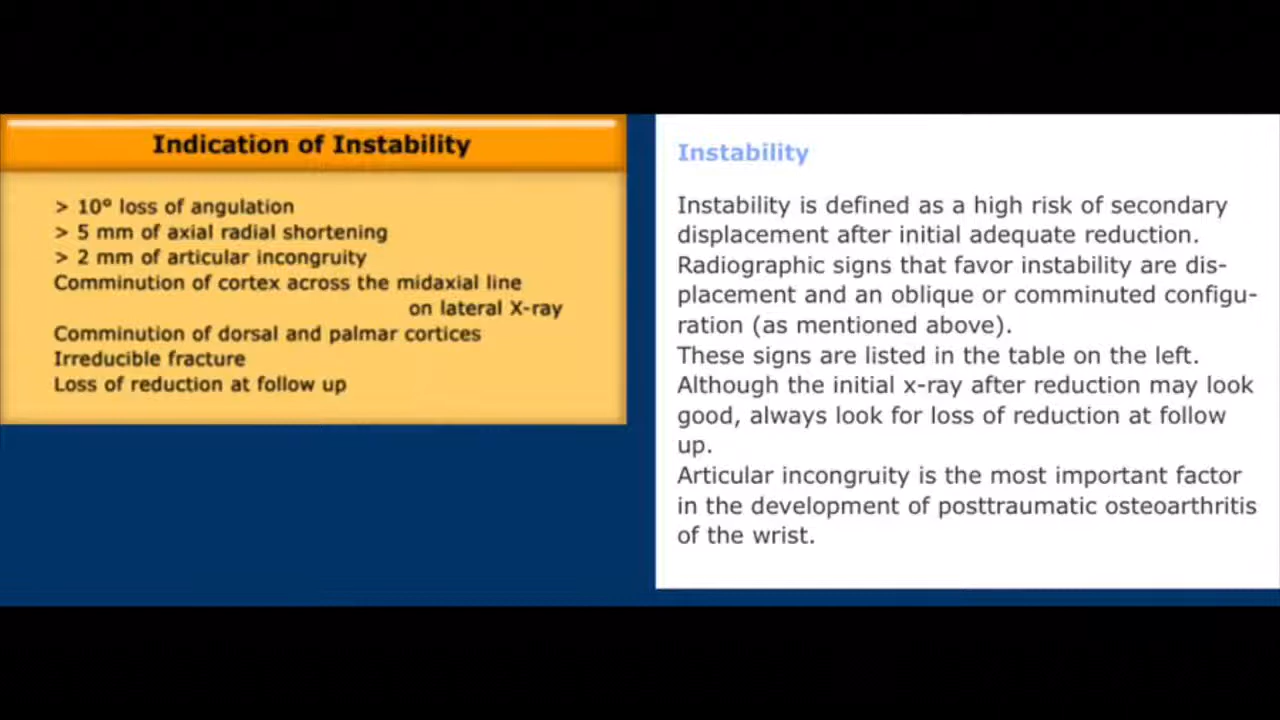 Indication of Instability
> 10° loss of angulation
> 5 mm of axial radial shortening
> 2 mm of articular incongruity
Comminution of cortex across the midaxial line
on lateral X-ray
Comminution of dorsal and palmar cortices
Irreducible fracture
Loss of reduction at follow up
Instability
Instability is defined as a high risk of secondary
displacement after initial adequate reduction.
Radiographic signs that favor instability are dis-
placement and an oblique or comminuted configu-
ration (as mentioned above).
These signs are listed in the table on the left.
Although the initial x-ray after reduction may look
good, always look for loss of reduction at follow
up.
Articular incongruity is the most important factor
in the development of posttraumatic osteoarthritis
of the wrist.